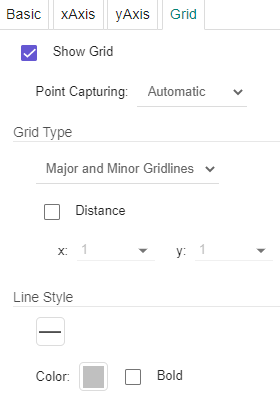 Basic xAxis yAxis Grid
Show Grid
Point Capturing: Automatic
Grid Type
Major and Minor Gridlines
Distance
x: 1 y: 1
Line Style
Color: Bold